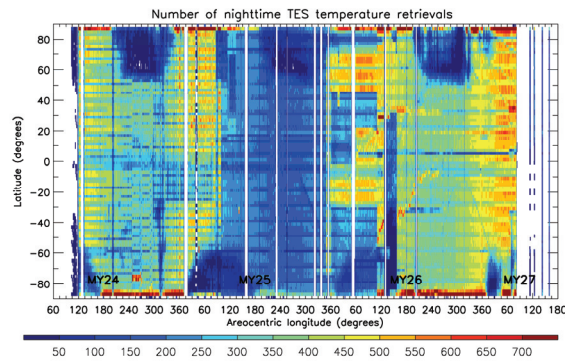 Number of nighttime TES temperature retrievals
80
60
40
20
0
-20
-40
-60
-80
Latitude (degrees)
MY24 MY25 MY26 MY27
60 120 180 240 300 360 60 120 180 240 300 360 60 120 180 240 300 360 60 120 180
Areocentric longitude (degrees)
50 100 150 200 250 300 350 400 450 500 550 600 650 700